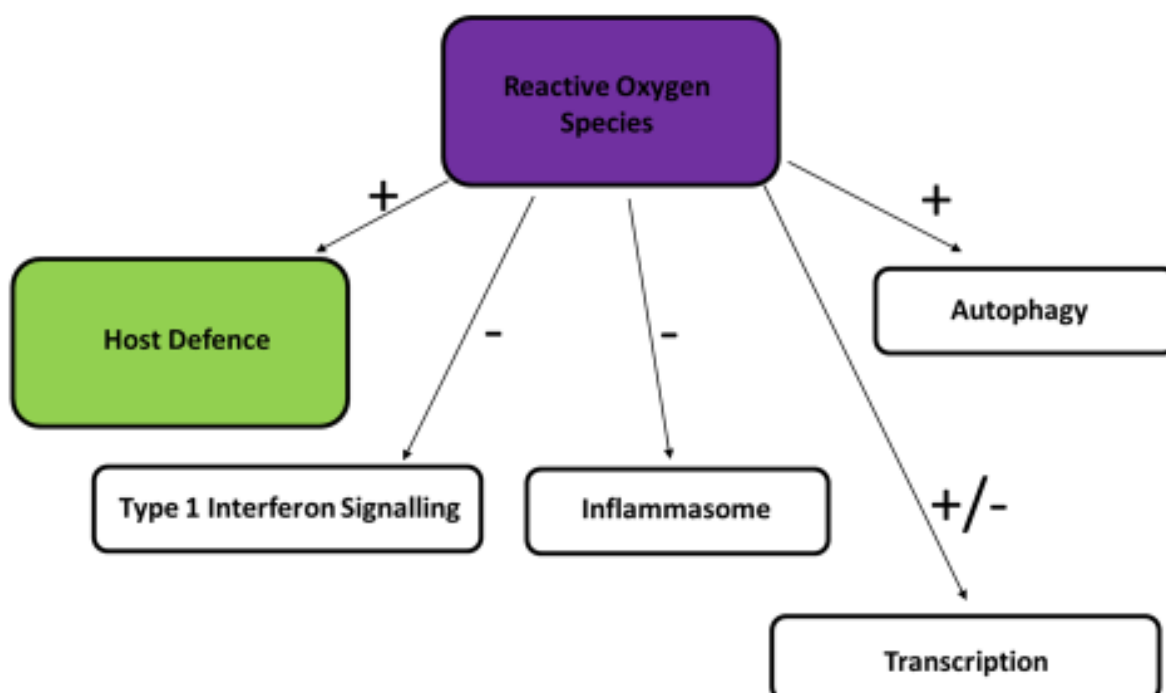 Reactive Oxygen
Species
+
+
Host Defence
Autophagy
-
-
Type 1 Interferon Signalling
Inflammasome
+/-
Transcription